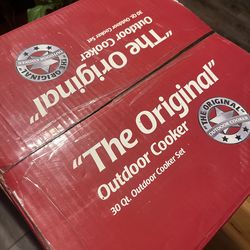 "The Original"
Outdoor Cooker
30 Qt. Outdoor Cooker Set
THE ORIGINAL
"The Original"
Outdoor Cooker
30 Qt. Outdoor Cooker Set
THE ORIGINAL
OUTDOOR COOKER